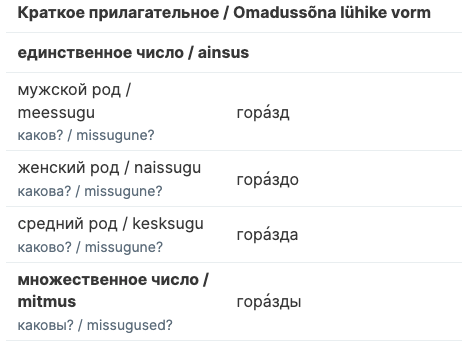 Краткое прилагательное / Omadussõna lühike vorm
единственное число / ainsus
мужской род /
meessugu
каков? / missugune?
гора́зд
женский род / naissugu
какова? / missugune?
гора́здо
средний род / kesksugu
каково? / missugune?
гора́зда
множественное число /
mitmus
каковы? / missugused?
гора́зды